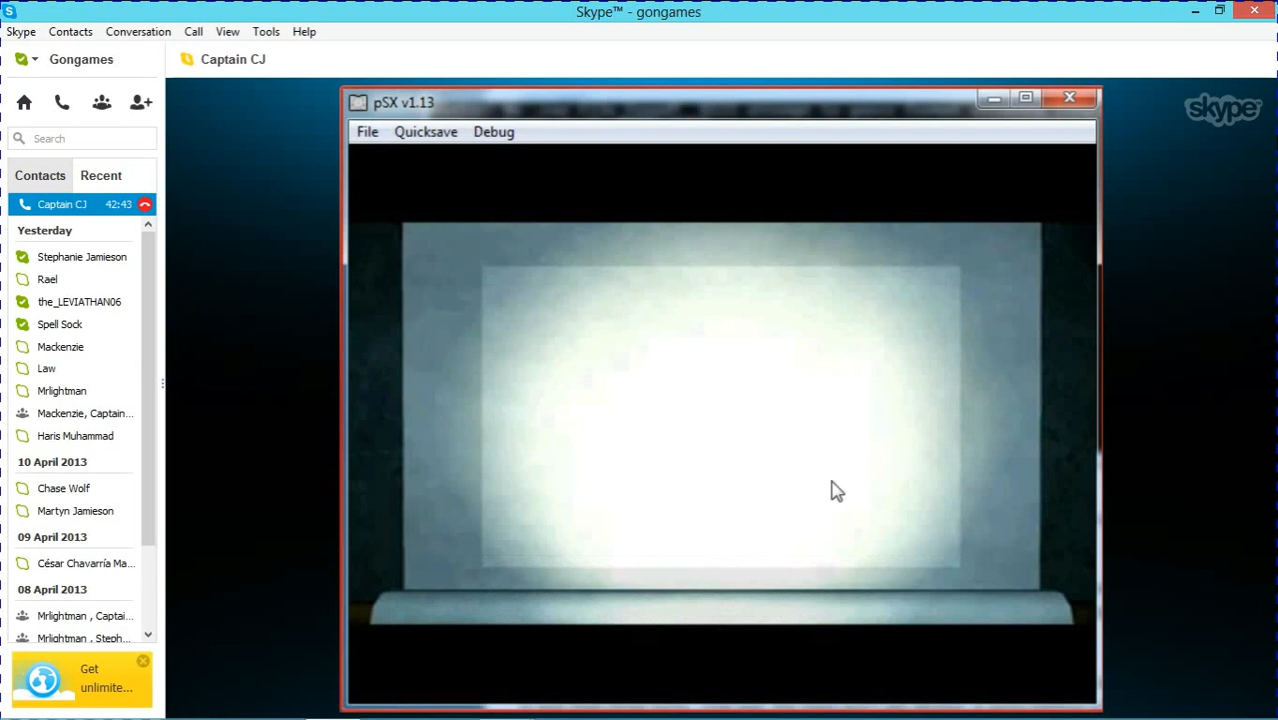 Skype™ - gongames
Skype Contacts Conversation Call View Tools Help
Gongames
Captain CJ
Search
Contacts Recent
Captain CJ 42:43
Yesterday
Stephanie Jamieson
Rael
the_LEVIATHAN06
Spell Sock
Mackenzie
Law
Mrlightman
Mackenzie, Captain...
Haris Muhammad
10 April 2013
Chase Wolf
Martyn Jamieson
09 April 2013
César Chavarría Ma...
08 April 2013
Mrlightman , Captai...
Mrlightman , Steph...
Get
unlimite...
pSX v1.13
File Quicksave Debug
skype